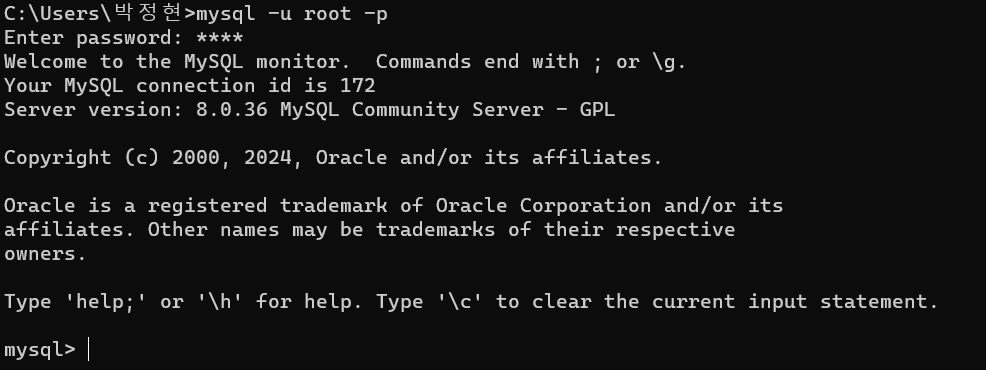 C:\Users\박정현>mysql -u root -p
Enter password: ****
Welcome to the MySQL monitor.  Commands end with ; or \g.
Your MySQL connection id is 172
Server version: 8.0.36 MySQL Community Server - GPL
Copyright (c) 2000, 2024, Oracle and/or its affiliates.
Oracle is a registered trademark of Oracle Corporation and/or its
affiliates. Other names may be trademarks of their respective
owners.
Type 'help;' or '\h' for help. Type '\c' to clear the current input statement.
mysql>